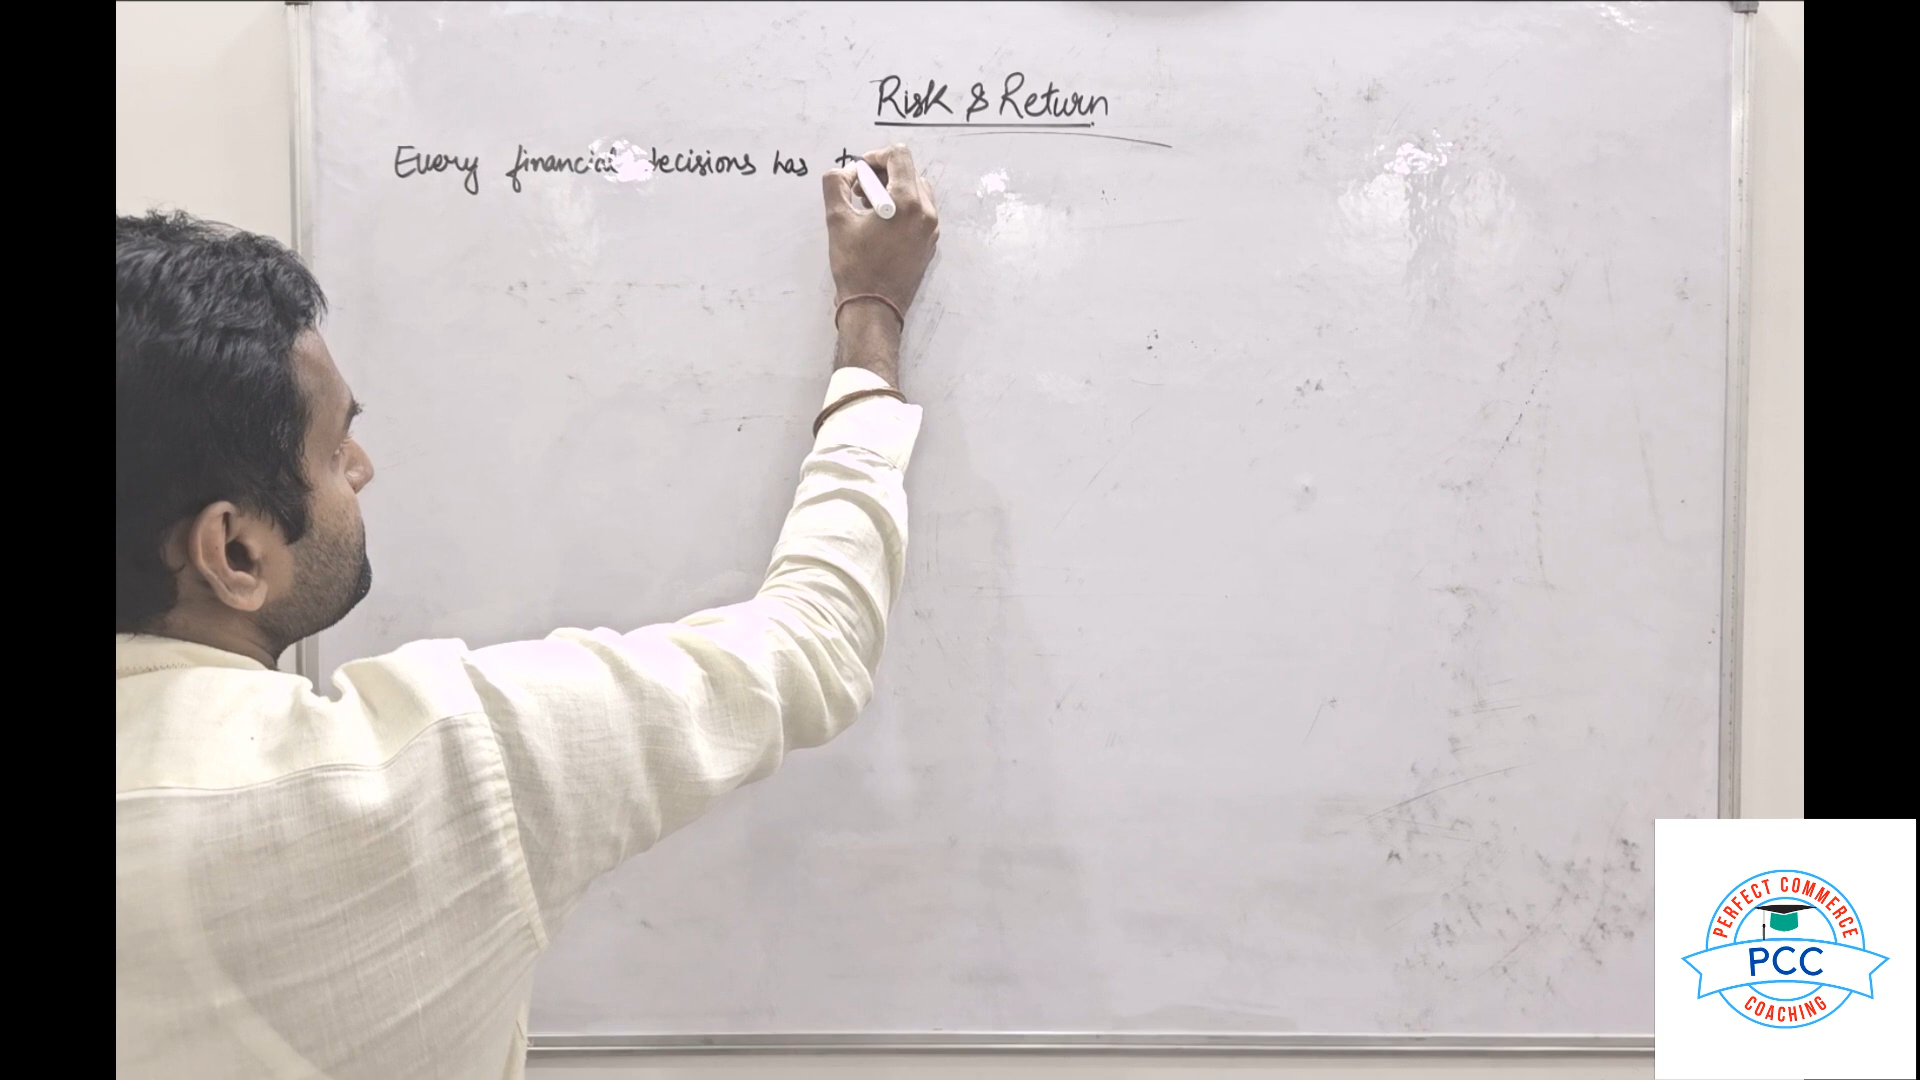 Risk & Return
Every financial decisions has
PERFECT COMMERCE
PCC
COACHING